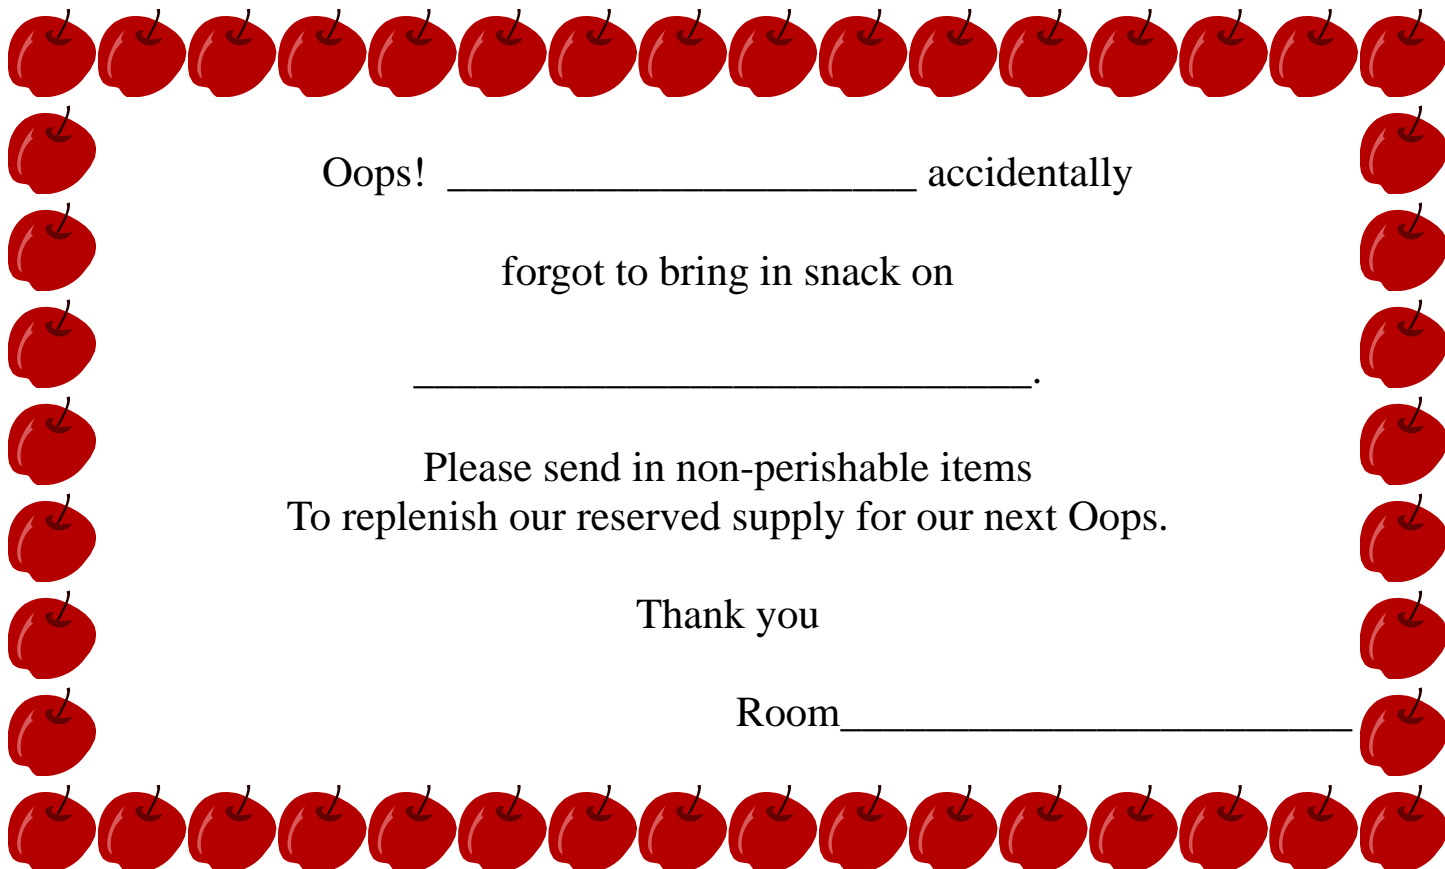 Oops!  ______________________ accidentally
forgot to bring in snack on
_____________________________.
Please send in non-perishable items
To replenish our reserved supply for our next Oops.
Thank you
Room________________________